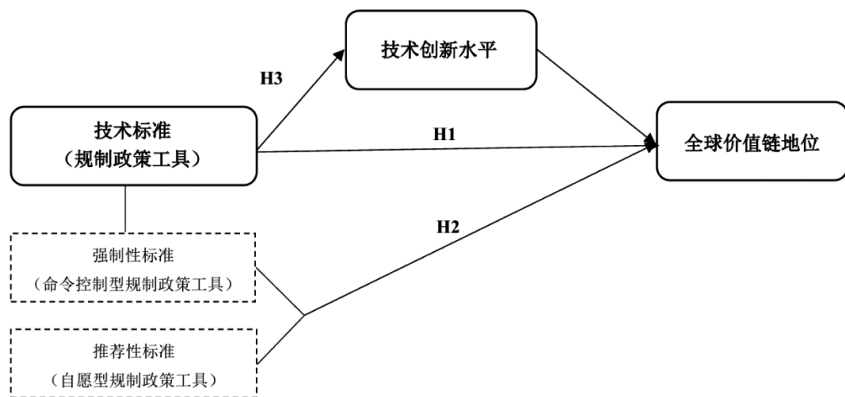 技术创新水平
H3
技术标准
（规制政策工具）
H1
全球价值链地位
H2
强制性标准
（命令控制型规制政策工具）
推荐性标准
（自愿型规制政策工具）